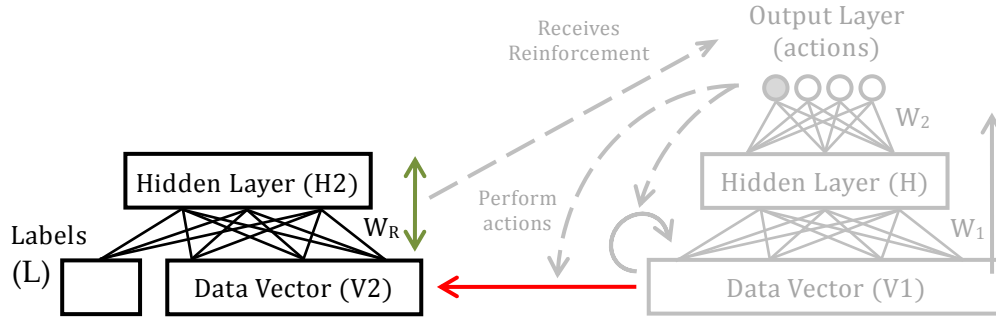 Receives
Reinforcement
Output Layer
(actions)
W2
Hidden Layer (H2)
Hidden Layer (H)
Perform
actions
Labels
(L)
WR
W1
Data Vector (V2)
Data Vector (V1)